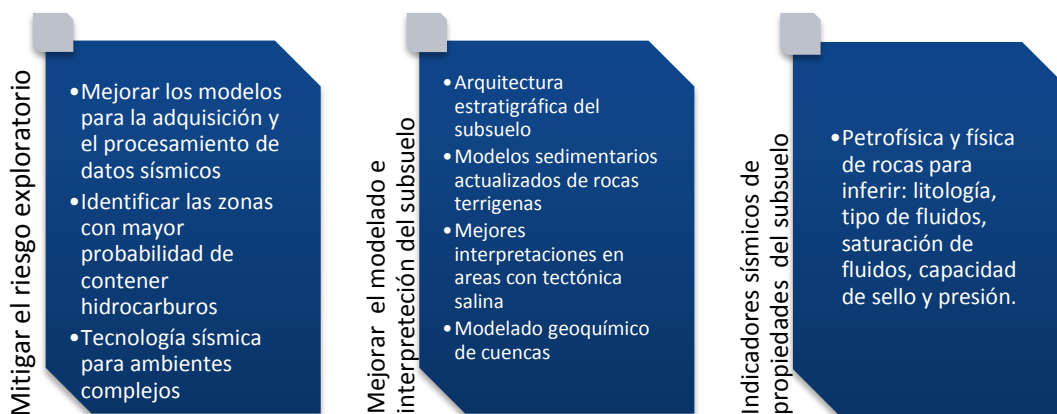 Mitigar el riesgo exploratorio
•Mejorar los modelos
para la adquisición y
el procesamiento de
datos sísmicos
•Identificar las zonas
con mayor
probabilidad de
contener
hidrocarburos
•Tecnología sísmica
para ambientes
complejos
Mejorar el modelado e
interpreteción del subsuelo
•Arquitectura
estratigráfica del
subsuelo
•Modelos sedimentarios
actualizados de rocas
terrigenas
•Mejores
interpretaciones en
areas con tectónica
salina
•Modelado geoquímico
de cuencas
Indicadores sísmicos de
propiedades del subsuelo
•Petrofísica y física
de rocas para
inferir: litología,
tipo de fluidos,
saturación de
fluidos, capacidad
de sello y presión.